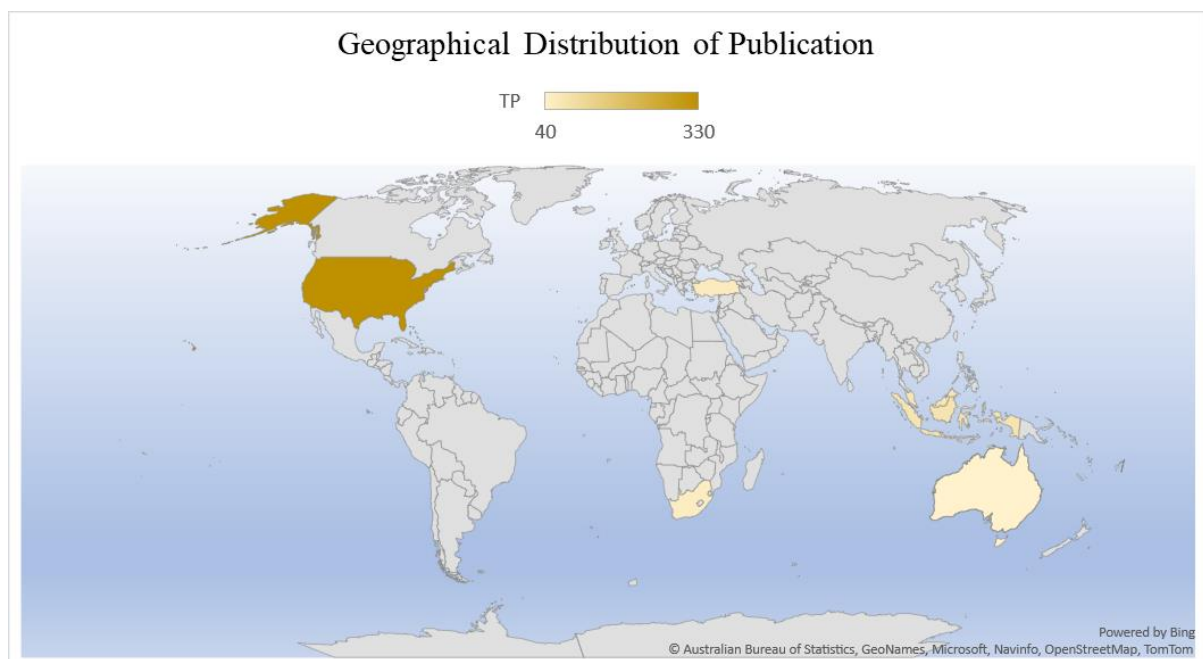 Geographical Distribution of Publication
TP
40 330
Powered by Bing
© Australian Bureau of Statistics, GeoNames, Microsoft, Navinfo, OpenStreetMap, TomTom